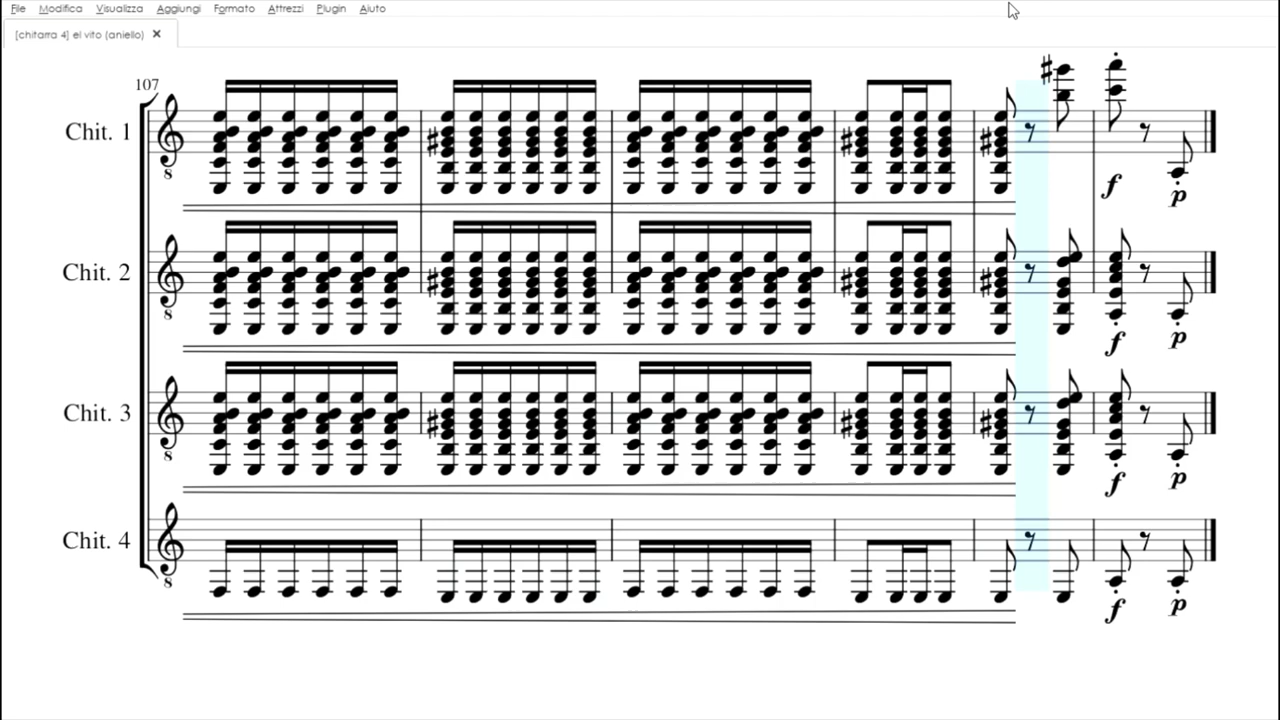 File Modifica Visualizza Aggiungi Formato Attrezzi Plugin Aiuto
[chitarra 4] el vito (aniello)
107
Chit. 1
8
f
p
Chit. 2
8
f
p
Chit. 3
8
f
p
Chit. 4
8
f
p